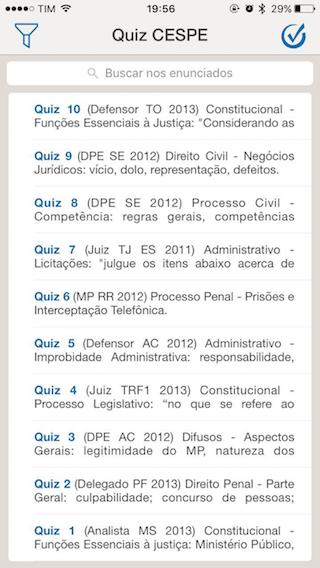 TIM 19:56 29%
Quiz CESPE
Buscar nos enunciados
Quiz 10 (Defensor TO 2013) Constitucional -
Funções Essenciais à Justiça: "Considerando as
Quiz 9 (DPE SE 2012) Direito Civil - Negócios
Jurídicos: vício, dolo, representação, defeitos.
Quiz 8 (DPE SE 2012) Processo Civil -
Competência: regras gerais, competências
Quiz 7 (Juiz TJ ES 2011) Administrativo -
Licitações: "julgue os itens abaixo acerca de
Quiz 6 (MP RR 2012) Processo Penal - Prisões e
Interceptação Telefônica.
Quiz 5 (Defensor AC 2012) Administrativo -
Improbidade Administrativa: responsabilidade,
Quiz 4 (Juiz TRF1 2013) Constitucional -
Processo Legislativo: “no que se refere ao
Quiz 3 (DPE AC 2012) Difusos - Aspectos
Gerais: legitimidade do MP, natureza dos
Quiz 2 (Delegado PF 2013) Direito Penal - Parte
Geral: culpabilidade; concurso de pessoas;
Quiz 1 (Analista MS 2013) Constitucional -
Funções Essenciais à justiça: Ministério Público,